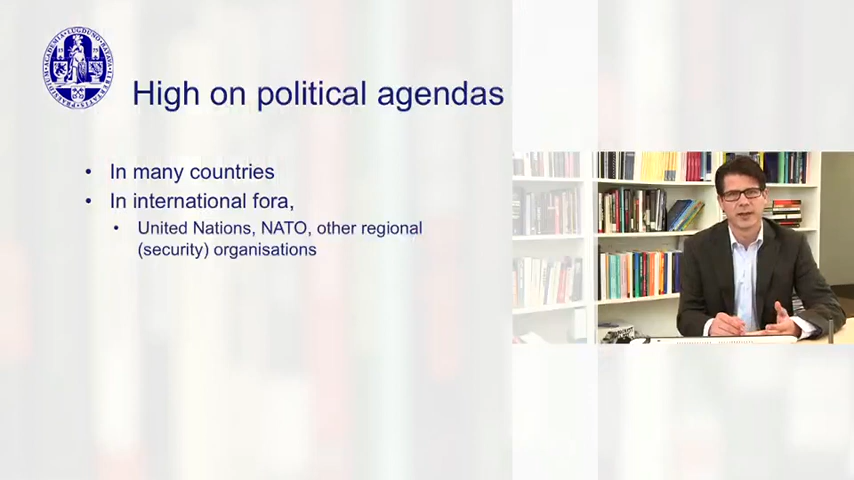 High on political agendas
• In many countries
• In international fora,
• United Nations, NATO, other regional
(security) organisations